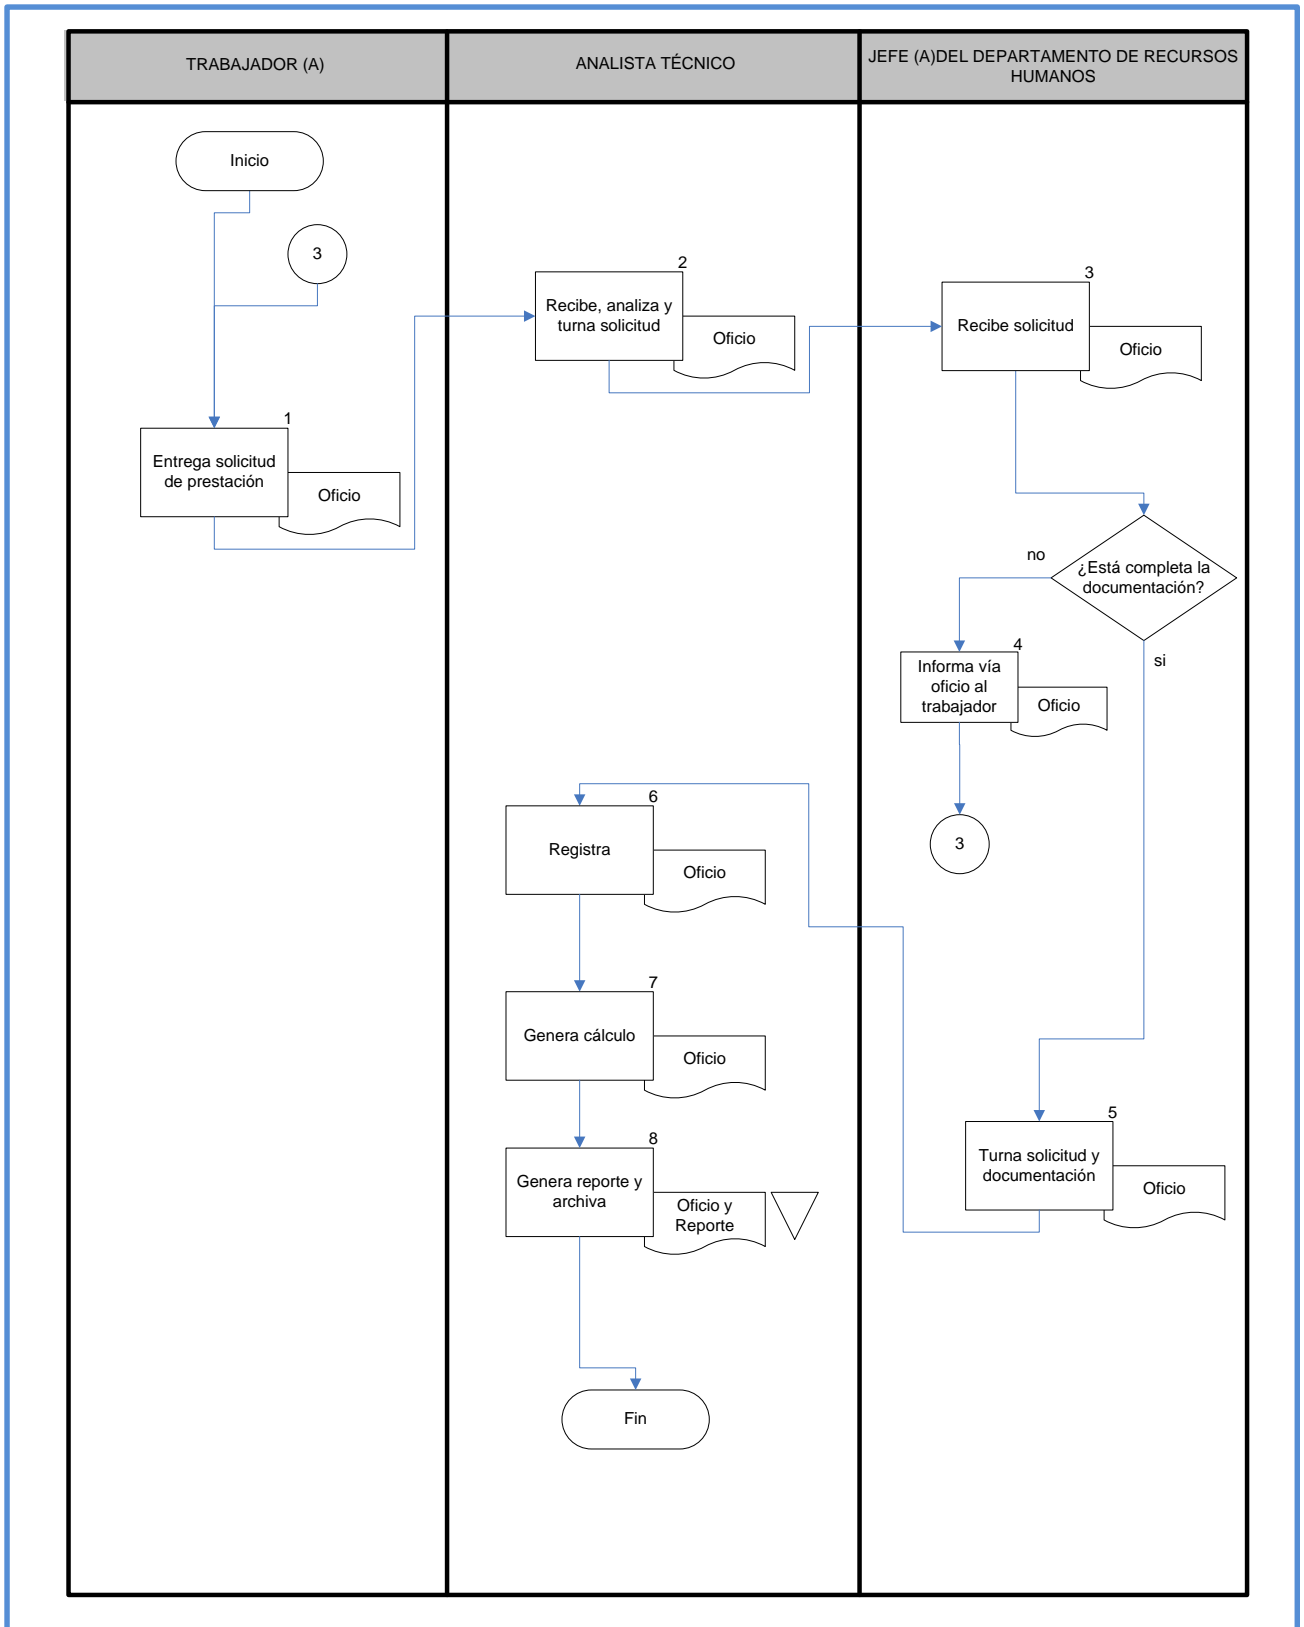 TRABAJADOR (A)
ANALISTA TÉCNICO
JEFE (A)DEL DEPARTAMENTO DE RECURSOS
HUMANOS
Inicio
3
2
Recibe, analiza y
turna solicitud
Oficio
3
Recibe solicitud
Oficio
1
Entrega solicitud
de prestación
Oficio
no
¿Está completa la
documentación?
si
4
Informa vía
oficio al
trabajador
Oficio
3
6
Registra
Oficio
7
Genera cálculo
Oficio
5
Turna solicitud y
documentación
Oficio
8
Genera reporte y
archiva
Oficio y
Reporte
Fin